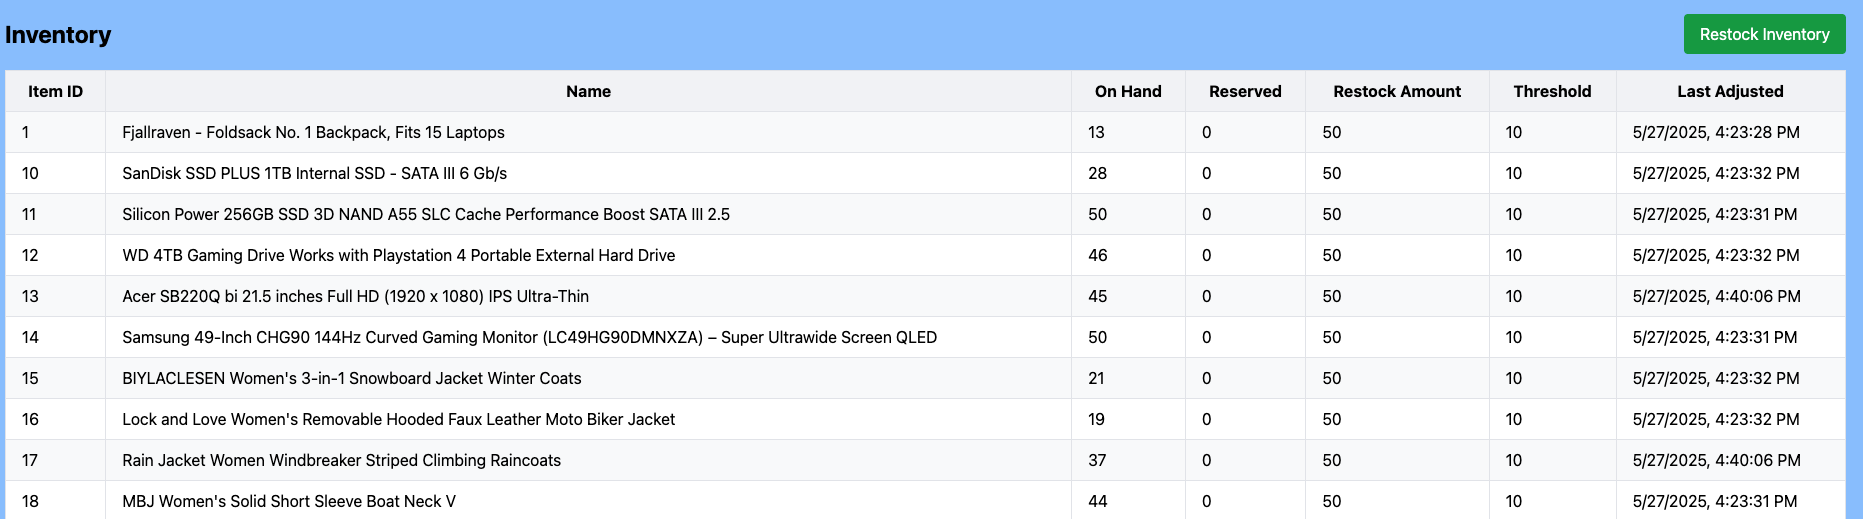 Inventory
Restock Inventory
Item ID Name On Hand Reserved Restock Amount Threshold Last Adjusted
1 Fjallraven - Foldsack No. 1 Backpack, Fits 15 Laptops 13 0 50 10 5/27/2025, 4:23:28 PM
10 SanDisk SSD PLUS 1TB Internal SSD - SATA III 6 Gb/s 28 0 50 10 5/27/2025, 4:23:32 PM
11 Silicon Power 256GB SSD 3D NAND A55 SLC Cache Performance Boost SATA III 2.5 50 0 50 10 5/27/2025, 4:23:31 PM
12 WD 4TB Gaming Drive Works with Playstation 4 Portable External Hard Drive 46 0 50 10 5/27/2025, 4:23:32 PM
13 Acer SB220Q bi 21.5 inches Full HD (1920 x 1080) IPS Ultra-Thin 45 0 50 10 5/27/2025, 4:40:06 PM
14 Samsung 49-Inch CHG90 144Hz Curved Gaming Monitor (LC49HG90DMNXZA) – Super Ultrawide Screen QLED 50 0 50 10 5/27/2025, 4:23:31 PM
15 BIYLACLESEN Women's 3-in-1 Snowboard Jacket Winter Coats 21 0 50 10 5/27/2025, 4:23:32 PM
16 Lock and Love Women's Removable Hooded Faux Leather Moto Biker Jacket 19 0 50 10 5/27/2025, 4:23:32 PM
17 Rain Jacket Women Windbreaker Striped Climbing Raincoats 37 0 50 10 5/27/2025, 4:40:06 PM
18 MBJ Women's Solid Short Sleeve Boat Neck V 44 0 50 10 5/27/2025, 4:23:31 PM